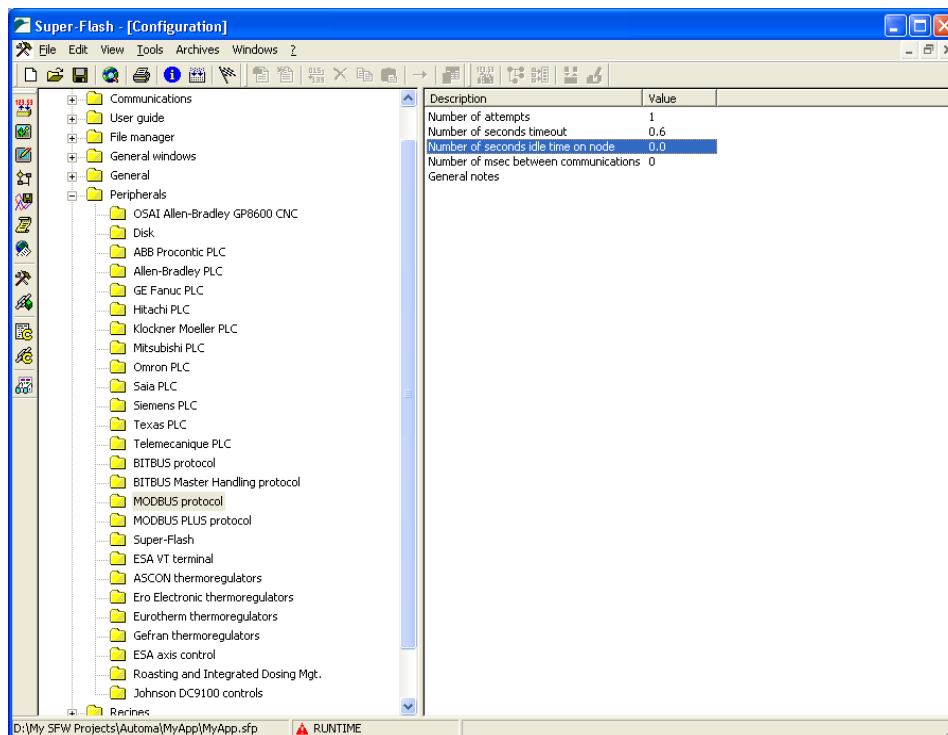 Super-Flash - [Configuration]
File Edit View Tools Archives Windows ?
Communications
User guide
File manager
General windows
General
Peripherals
OSAI Allen-Bradley GP8600 CNC
Disk
ABB Procontic PLC
Allen-Bradley PLC
GE Fanuc PLC
Hitachi PLC
Klockner Moeller PLC
Mitsubishi PLC
Omron PLC
Saia PLC
Siemens PLC
Texas PLC
Telemecanique PLC
BITBUS protocol
BITBUS Master Handling protocol
MODBUS protocol
MODBUS PLUS protocol
Super-Flash
ESA VT terminal
ASCON thermoregulators
Ero Electronic thermoregulators
Eurotherm thermoregulators
Gefran thermoregulators
ESA axis control
Roasting and Integrated Dosing Mgt.
Johnson DC9100 controls
Recipes
Description Value
Number of attempts 1
Number of seconds timeout 0.6
Number of seconds idle time on node 0.0
Number of msec between communications 0
General notes
D:\My SFW Projects\Automa\MyApp\MyApp.sfp RUNTIME